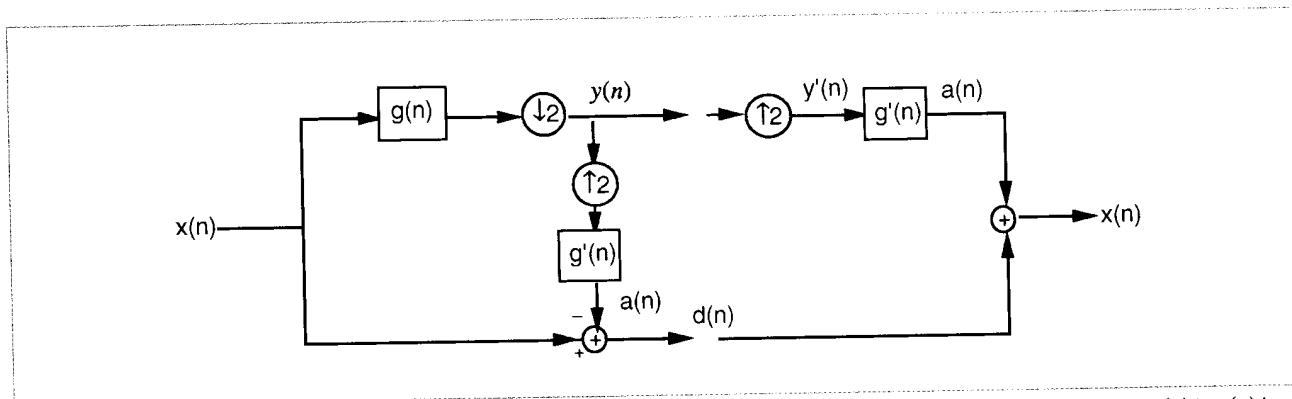 y(n)
y'(n)
a(n)
g(n)
↓2
↑2
g'(n)
↑2
x(n)
+
x(n)
g'(n)
a(n)
d(n)
−
+
+